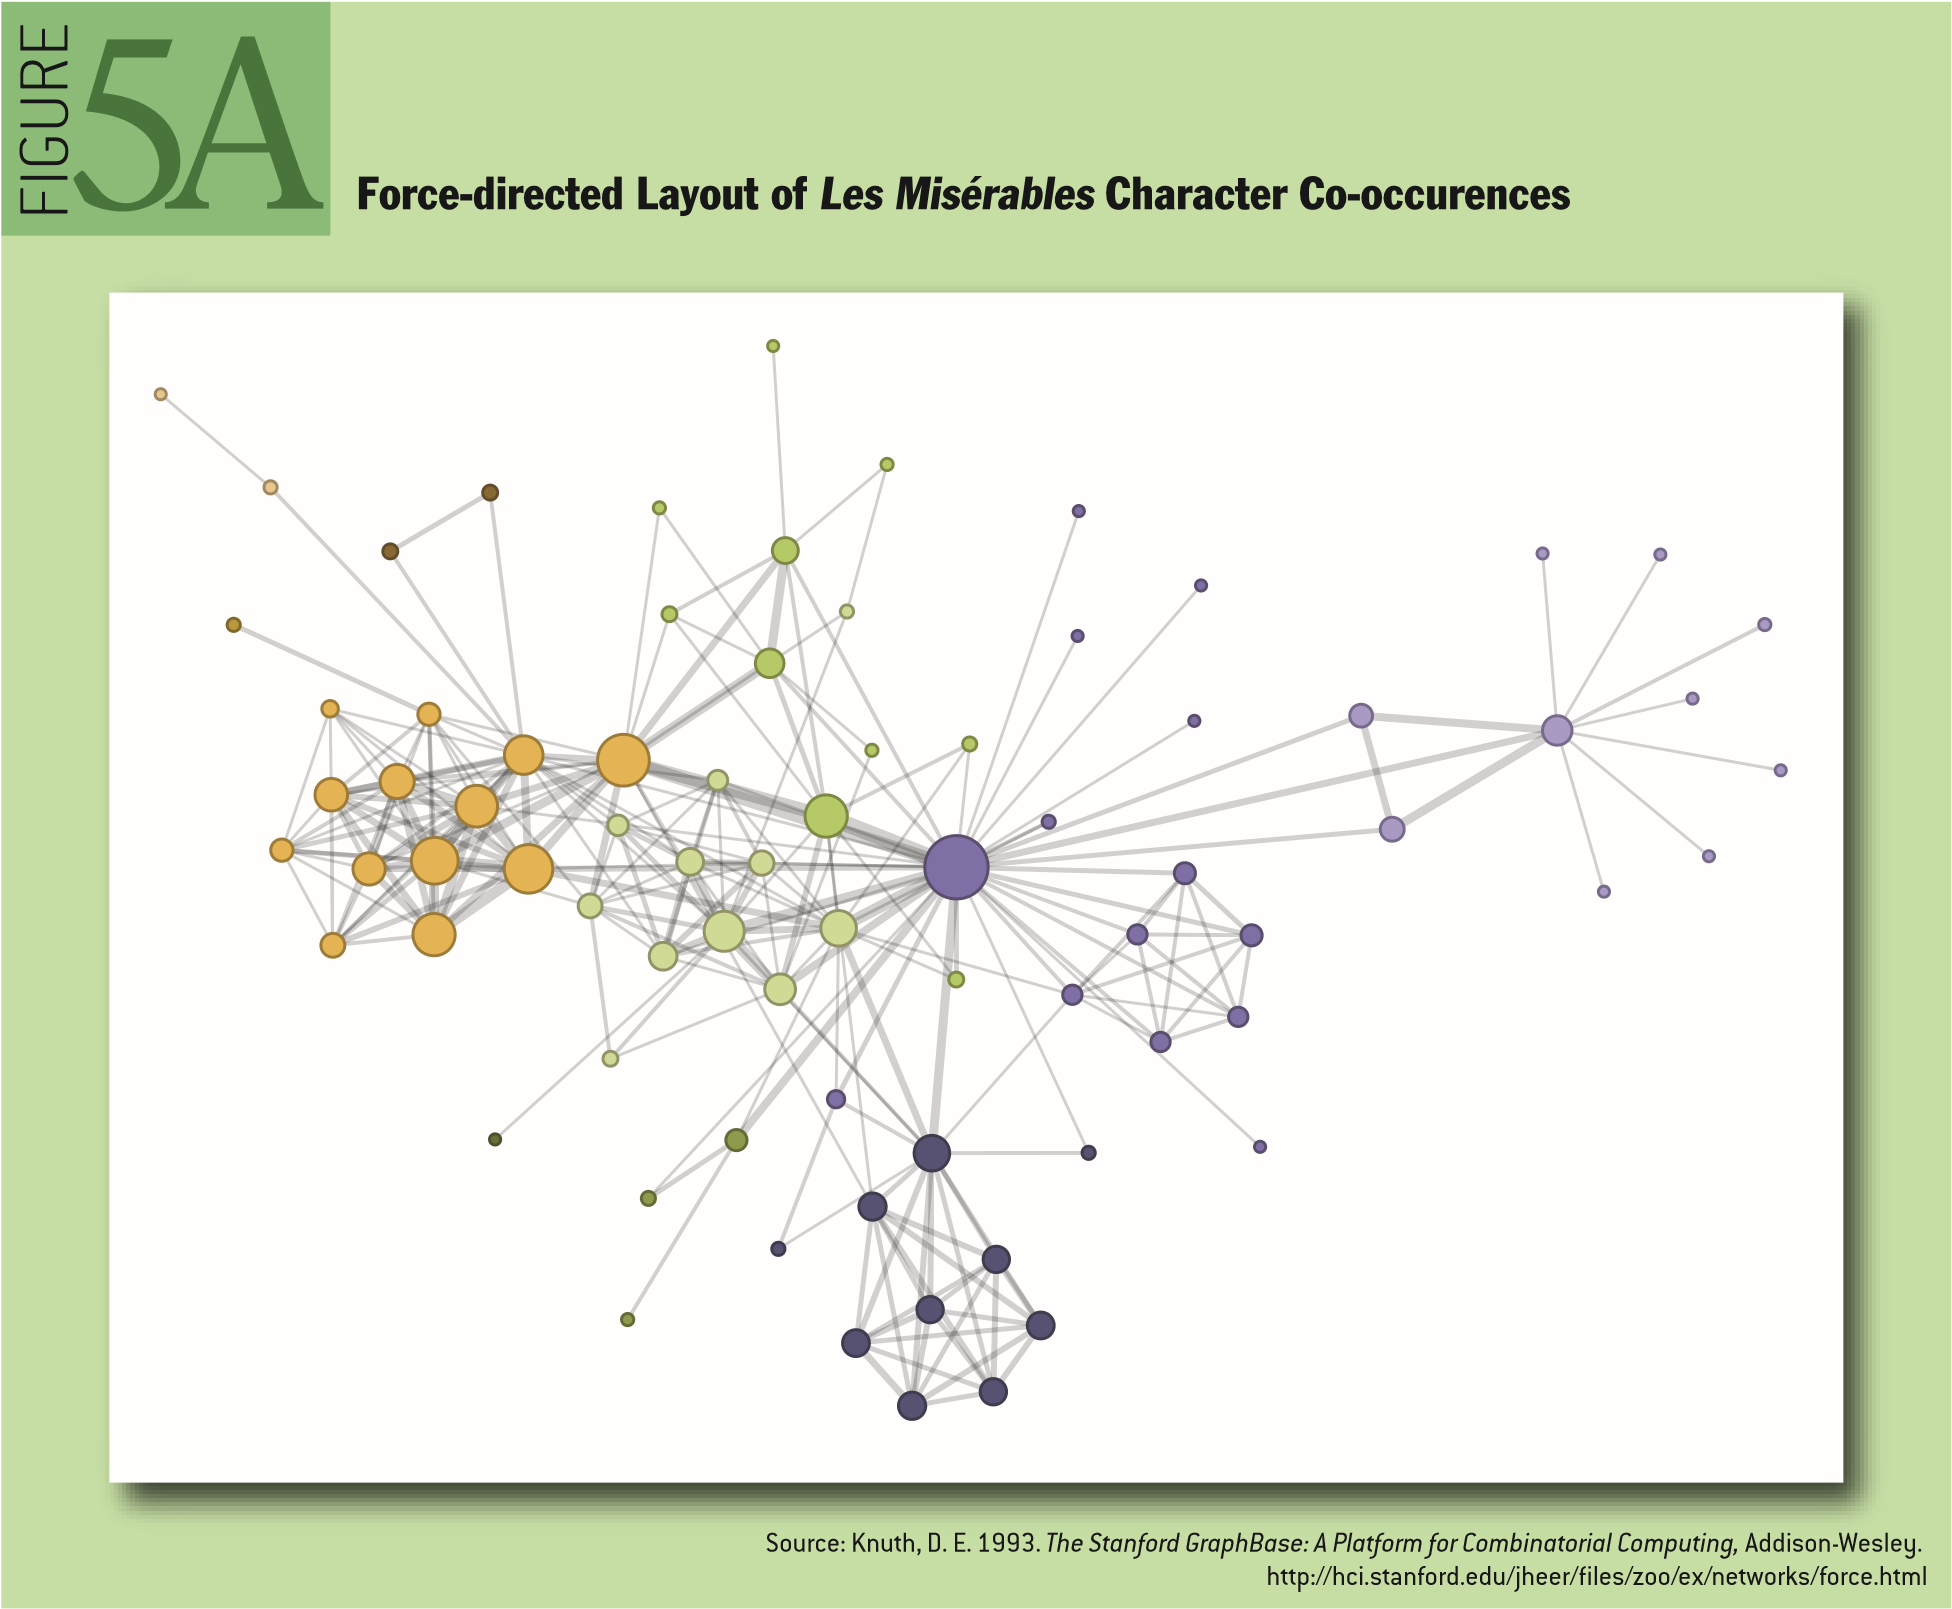 FIGURE
5A
Force-directed Layout of Les Misérables Character Co-occurences
Source: Knuth, D. E. 1993. The Stanford GraphBase: A Platform for Combinatorial Computing, Addison-Wesley.
http://hci.stanford.edu/jheer/files/zoo/ex/networks/force.html